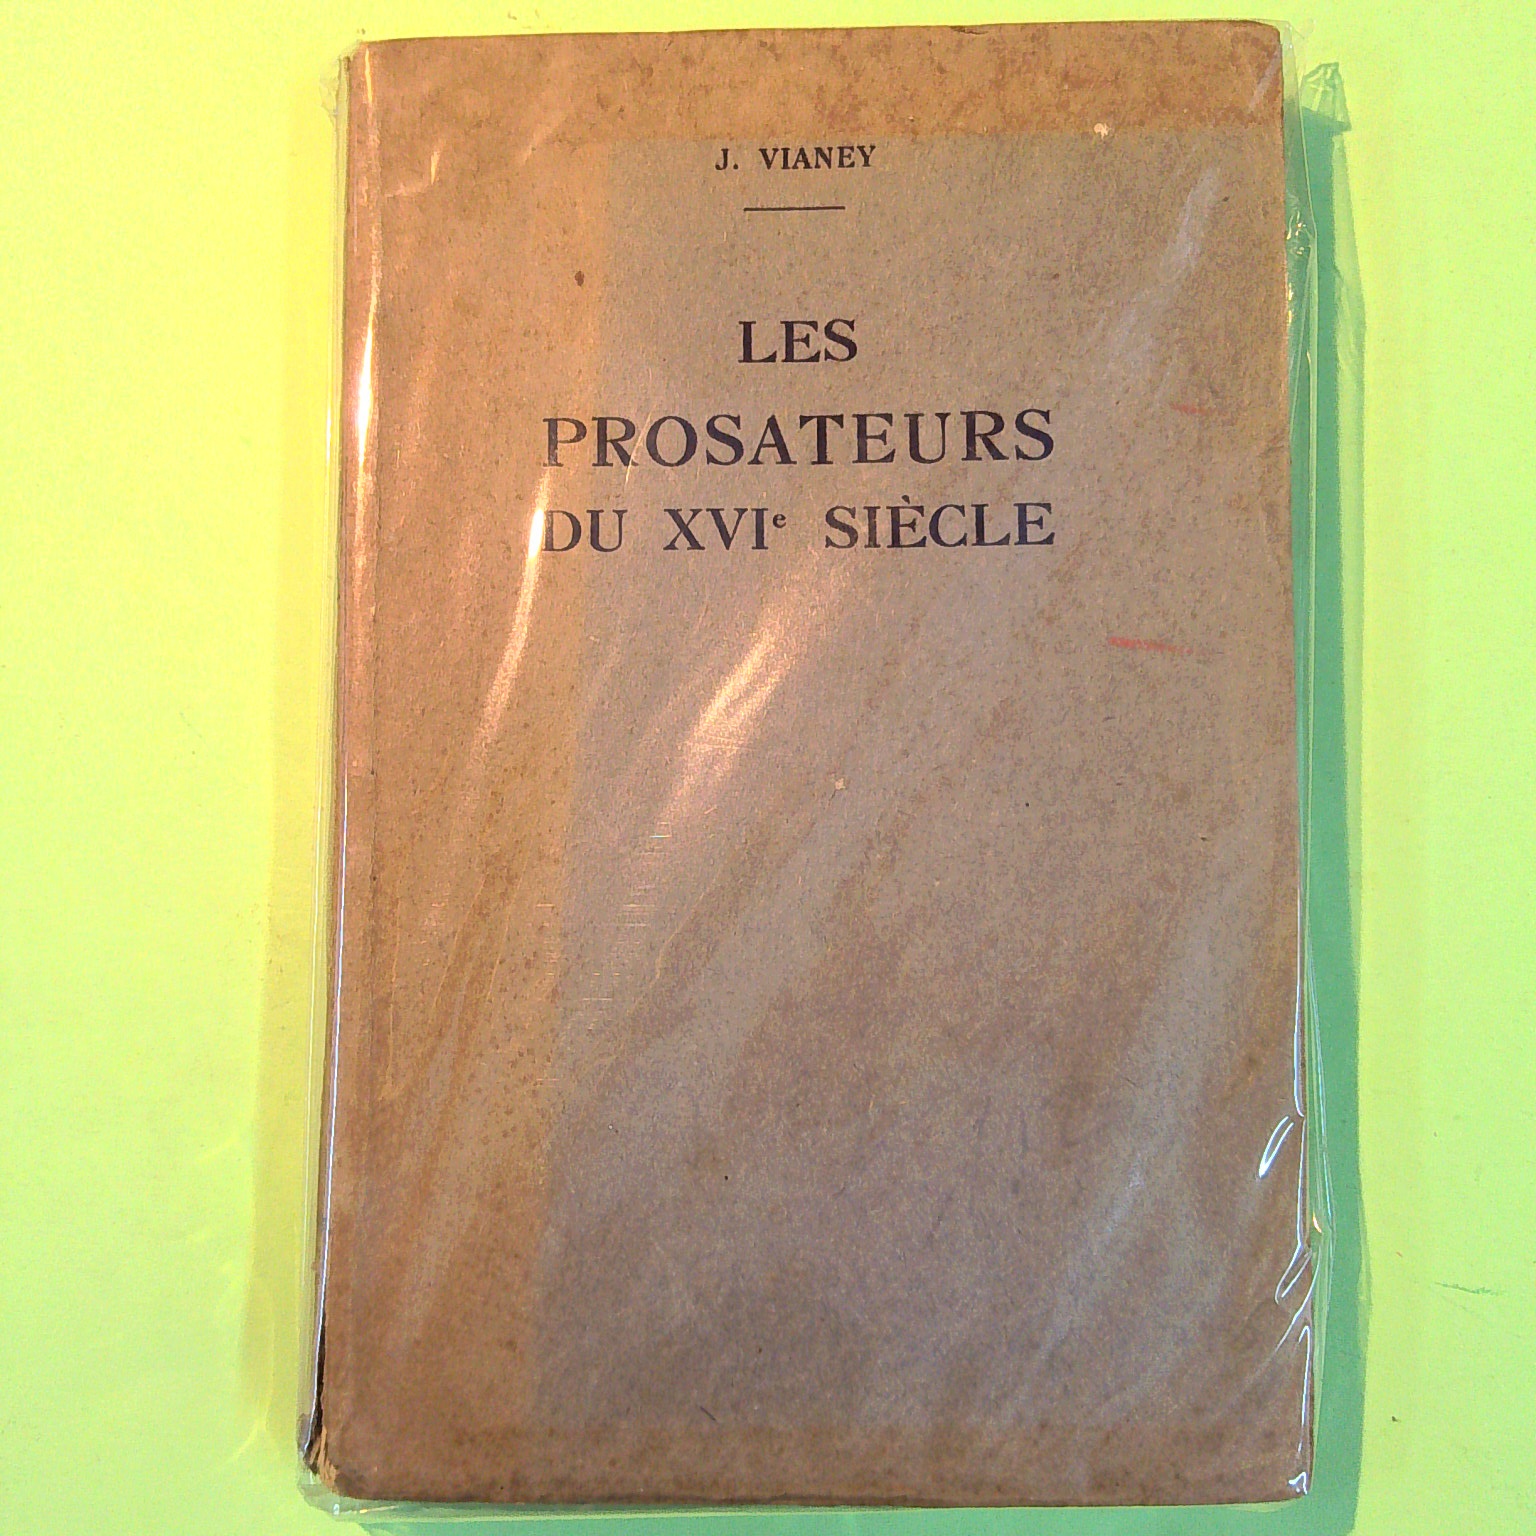 J. VIANEY
LES
PROSATEURS
DU XVIe SIÈCLE